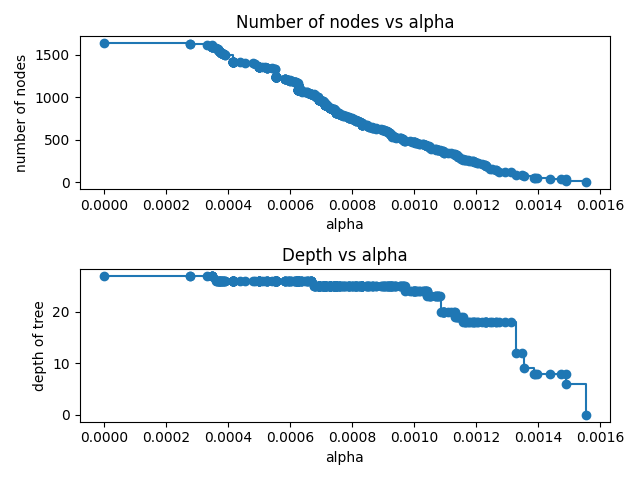 Number of nodes vs alpha
number of nodes
1500
1000
500
0
0.0000 0.0002 0.0004 0.0006 0.0008 0.0010 0.0012 0.0014 0.0016
alpha
Depth vs alpha
depth of tree
20
10
0
0.0000 0.0002 0.0004 0.0006 0.0008 0.0010 0.0012 0.0014 0.0016
alpha